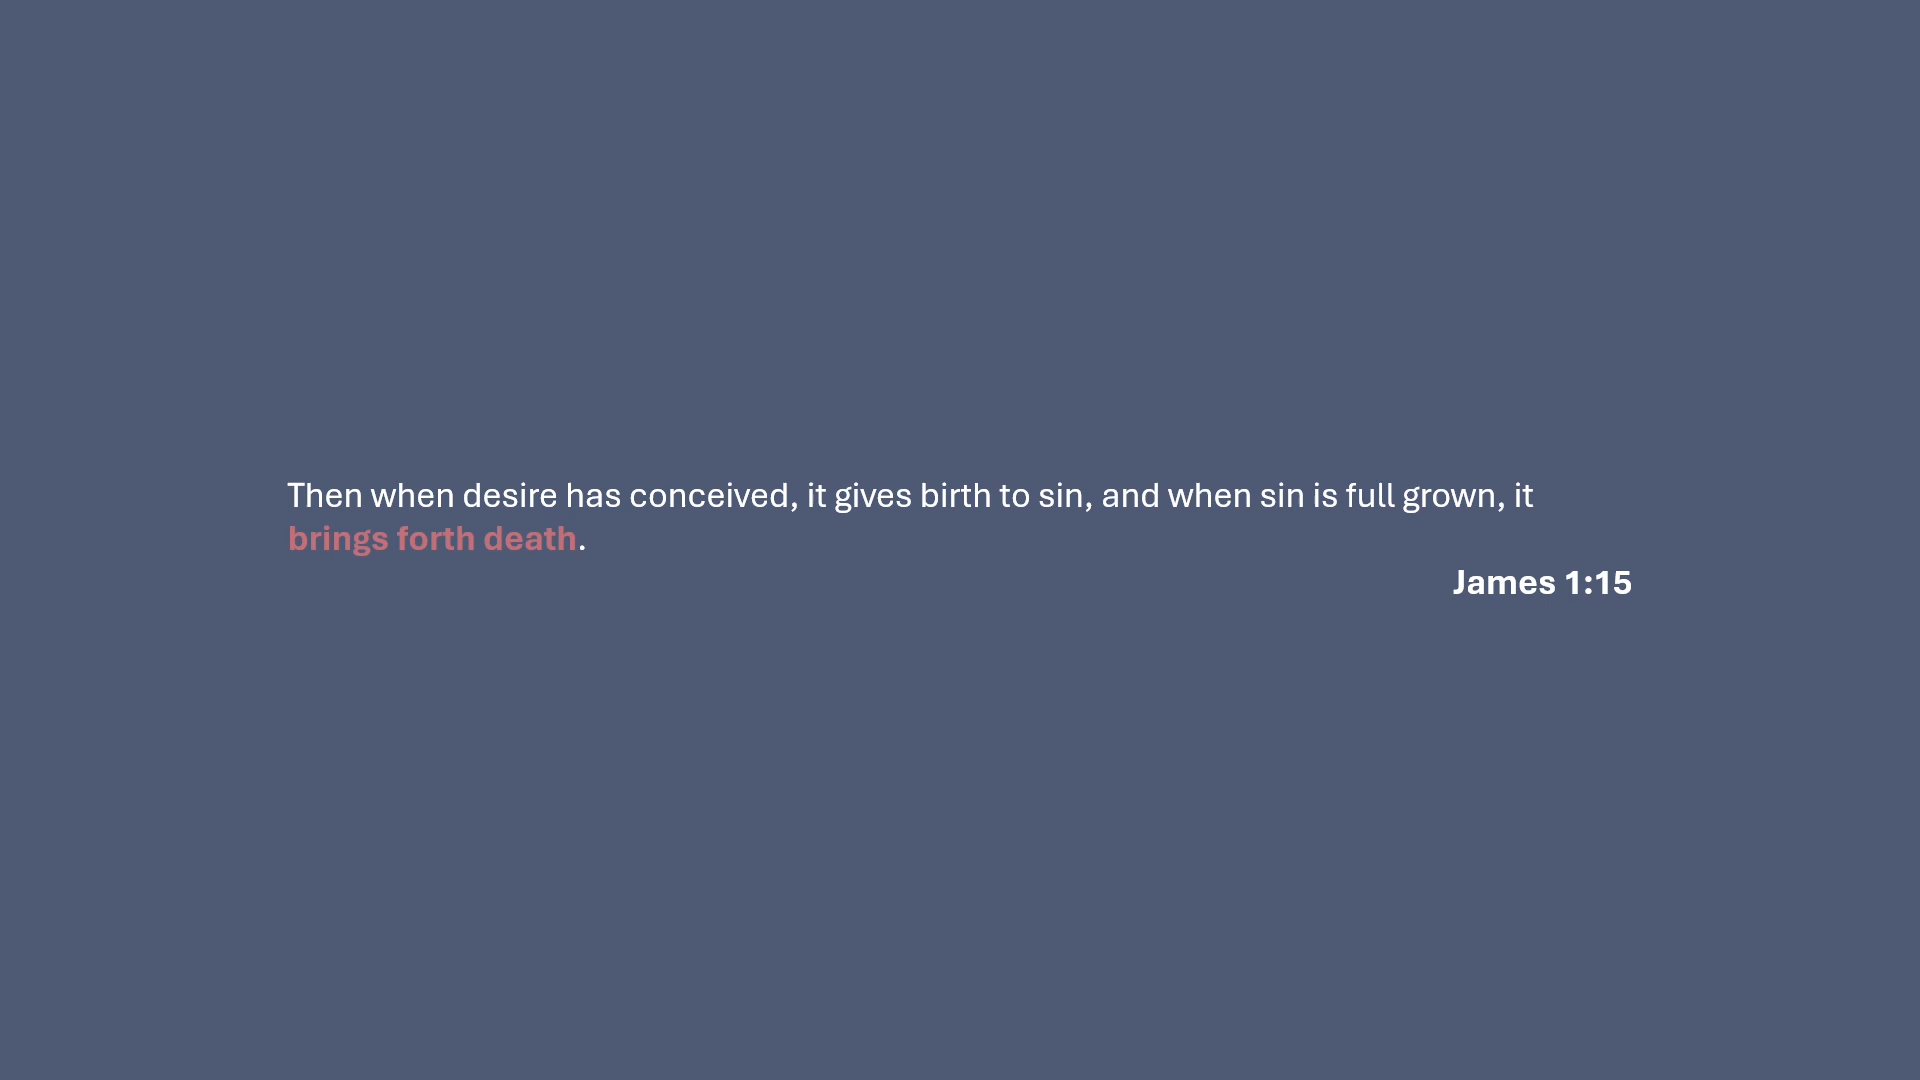 Then when desire has conceived, it gives birth to sin, and when sin is full grown, it
brings forth death.
James 1:15